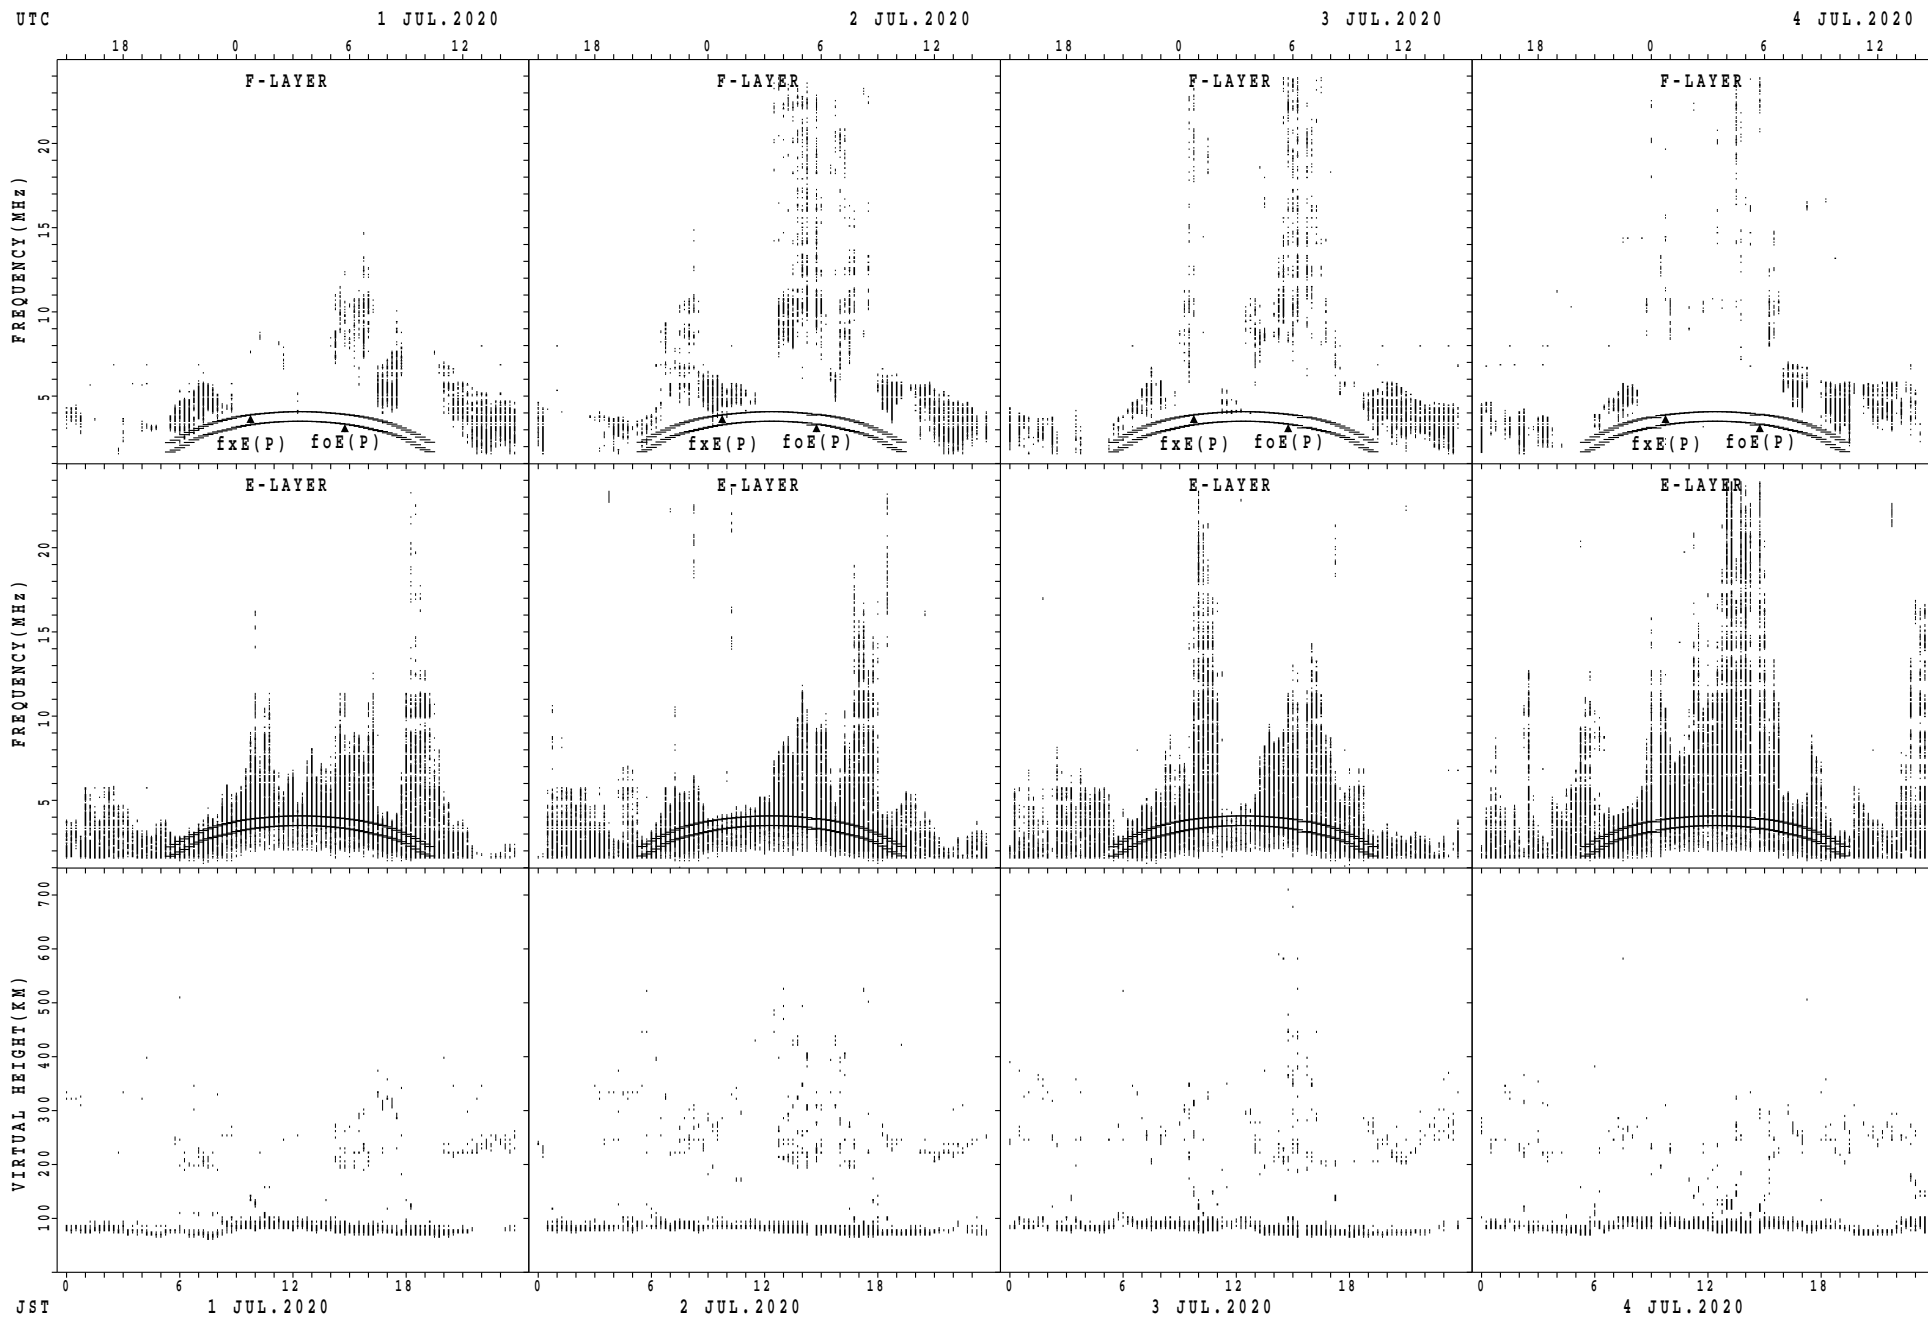 UTC 1 JUL.2020 2 JUL.2020 3 JUL.2020 4 JUL.2020
18 0 6 12 18 0 6 12 18 0 6 12 18 0 6 12
F-LAYER F-LAYER F-LAYER F-LAYER
FREQUENCY(MHz)
5 10 15 20
fxE(P) foE(P) fxE(P) foE(P) fxE(P) foE(P) fxE(P) foE(P)
E-LAYER E-LAYER E-LAYER E-LAYER
FREQUENCY(MHz)
5 10 15 20
VIRTUAL HEIGHT(KM)
100 200 300 400 500 600 700
0 6 12 18 0 6 12 18 0 6 12 18 0 6 12 18
JST 1 JUL.2020 2 JUL.2020 3 JUL.2020 4 JUL.2020